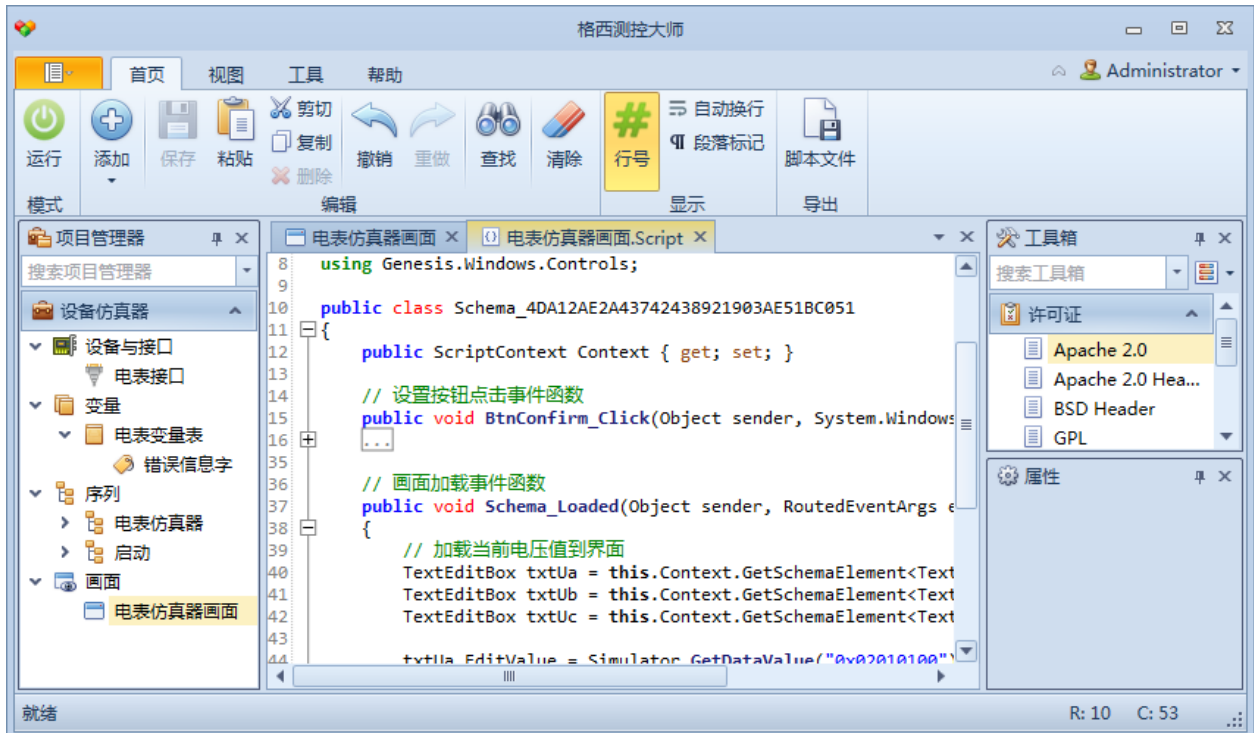 格西测控大师
首页 视图 工具 帮助 Administrator
运行 添加 保存 粘贴 剪切 复制 删除 撤销 重做 查找 清除 行号 自动换行 段落标记 脚本文件
模式 编辑 显示 导出
项目管理器
搜索项目管理器
设备仿真器
设备与接口
电表接口
变量
电表变量表
错误信息字
序列
电表仿真器
启动
画面
电表仿真器画面
电表仿真器画面 电表仿真器画面.Script
8 using Genesis.Windows.Controls;
9
10 public class Schema_4DA12AE2A43742438921903AE51BC051
11 {
12 public ScriptContext Context { get; set; }
13
14 // 设置按钮点击事件函数
15 public void BtnConfirm_Click(Object sender, System.Windows
16 ...
35
36 // 画面加载事件函数
37 public void Schema_Loaded(Object sender, RoutedEventArgs e
38 {
39 // 加载当前电压值到界面
40 TextEditBox txtUa = this.Context.GetSchemaElement<Text
41 TextEditBox txtUb = this.Context.GetSchemaElement<Text
42 TextEditBox txtUc = this.Context.GetSchemaElement<Text
43
44 txtUa.EditValue = Simulator.GetDataValue("0x02010100")
工具箱
搜索工具箱
许可证
Apache 2.0
Apache 2.0 Hea...
BSD Header
GPL
属性
就绪 R: 10 C: 53